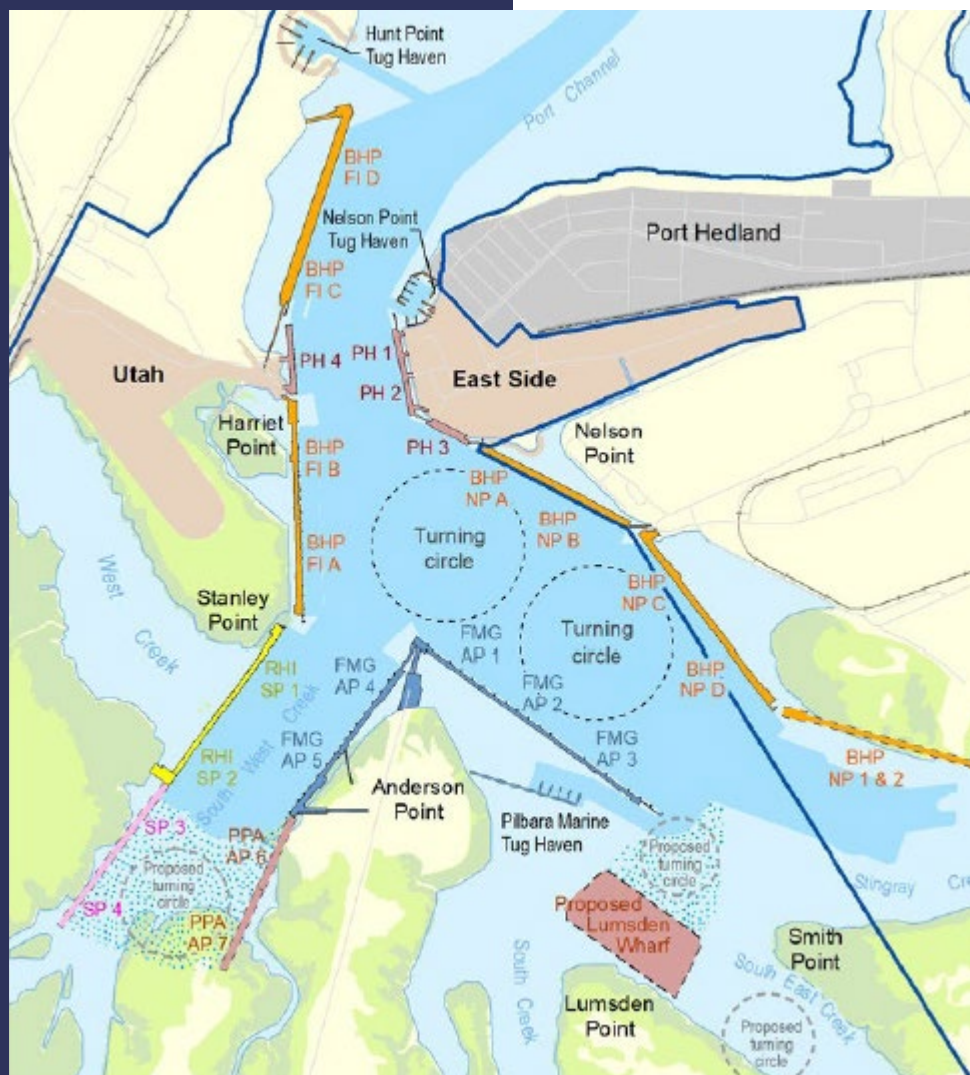 Hunt Point
Tug Haven
Port Channel
BHP
FI D
Nelson Point
Tug Haven
Port Hedland
BHP
FI C
PH 4
PH 1
Utah
PH 2
East Side
Harriet
Point
PH 3
Nelson
Point
BHP
FI B
BHP
NP A
BHP
NP B
Turning
circle
BHP
FI A
West
Creek
Stanley
Point
BHP
NP C
Turning
circle
FMG
AP 1
RHI
SP 1
FMG
AP 4
FMG
AP 2
BHP
NP D
South West Creek
FMG
AP 5
FMG
AP 3
RHI
SP 2
BHP
NP 1 & 2
Anderson
Point
Pilbara Marine
Tug Haven
SP 3
PPA
AP 6
Proposed
turning
circle
Proposed
turning
circle
Stingray Cre
SP 4
PPA
AP 7
Proposed
Lumsden
Wharf
Smith
Point
South
Creek
South East Creek
Lumsden
Point
Proposed
turning
circle